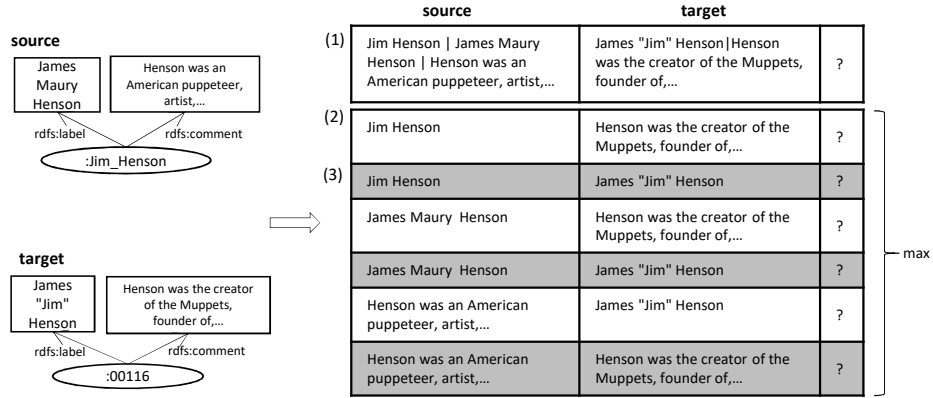 source
James
Maury
Henson
Henson was an
American puppeteer,
artist,...
rdfs:label
rdfs:comment
:Jim_Henson
target
James
"Jim"
Henson
Henson was the creator
of the Muppets,
founder of,...
rdfs:label
rdfs:comment
:00116
source target
(1)
Jim Henson | James Maury
Henson | Henson was an
American puppeteer, artist,...
James "Jim" Henson|Henson
was the creator of the Muppets,
founder of,...
?
(2)
Jim Henson
Henson was the creator of the
Muppets, founder of,...
?
(3)
Jim Henson
James "Jim" Henson
?
James Maury Henson
Henson was the creator of the
Muppets, founder of,...
?
James Maury Henson
James "Jim" Henson
?
Henson was an American
puppeteer, artist,...
James "Jim" Henson
?
Henson was an American
puppeteer, artist,...
Henson was the creator of the
Muppets, founder of,...
?
max